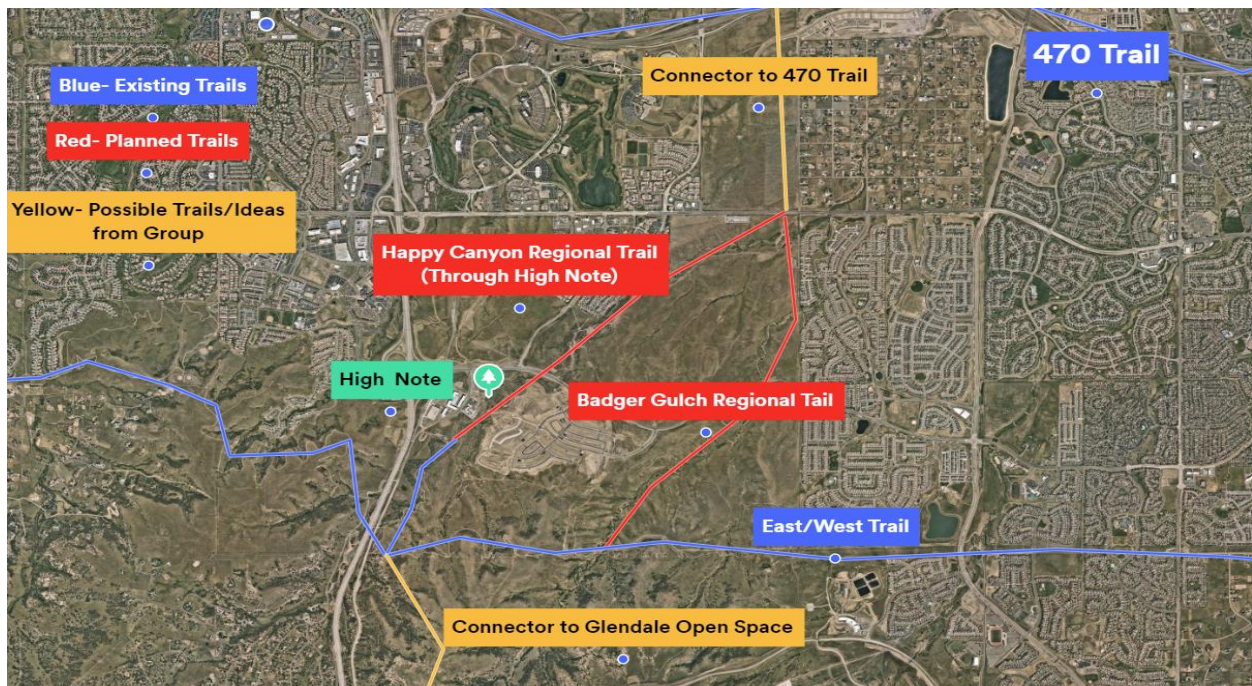 470 Trail
Connector to 470 Trail
Blue- Existing Trails
Red- Planned Trails
Yellow- Possible Trails/Ideas
from Group
Happy Canyon Regional Trail
(Through High Note)
High Note
Badger Gulch Regional Tail
East/West Trail
Connector to Glendale Open Space